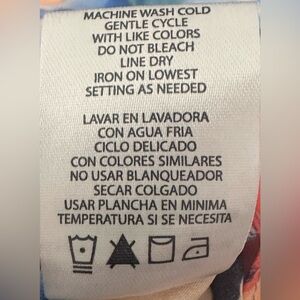 MACHINE WASH COLD
GENTLE CYCLE
WITH LIKE COLORS
DO NOT BLEACH
LINE DRY
IRON ON LOWEST
SETTING AS NEEDED
LAVAR EN LAVADORA
CON AGUA FRIA
CICLO DELICADO
CON COLORES SIMILARES
NO USAR BLANQUEADOR
SECAR COLGADO
USAR PLANCHA EN MINIMA
TEMPERATURA SI SE NECESITA